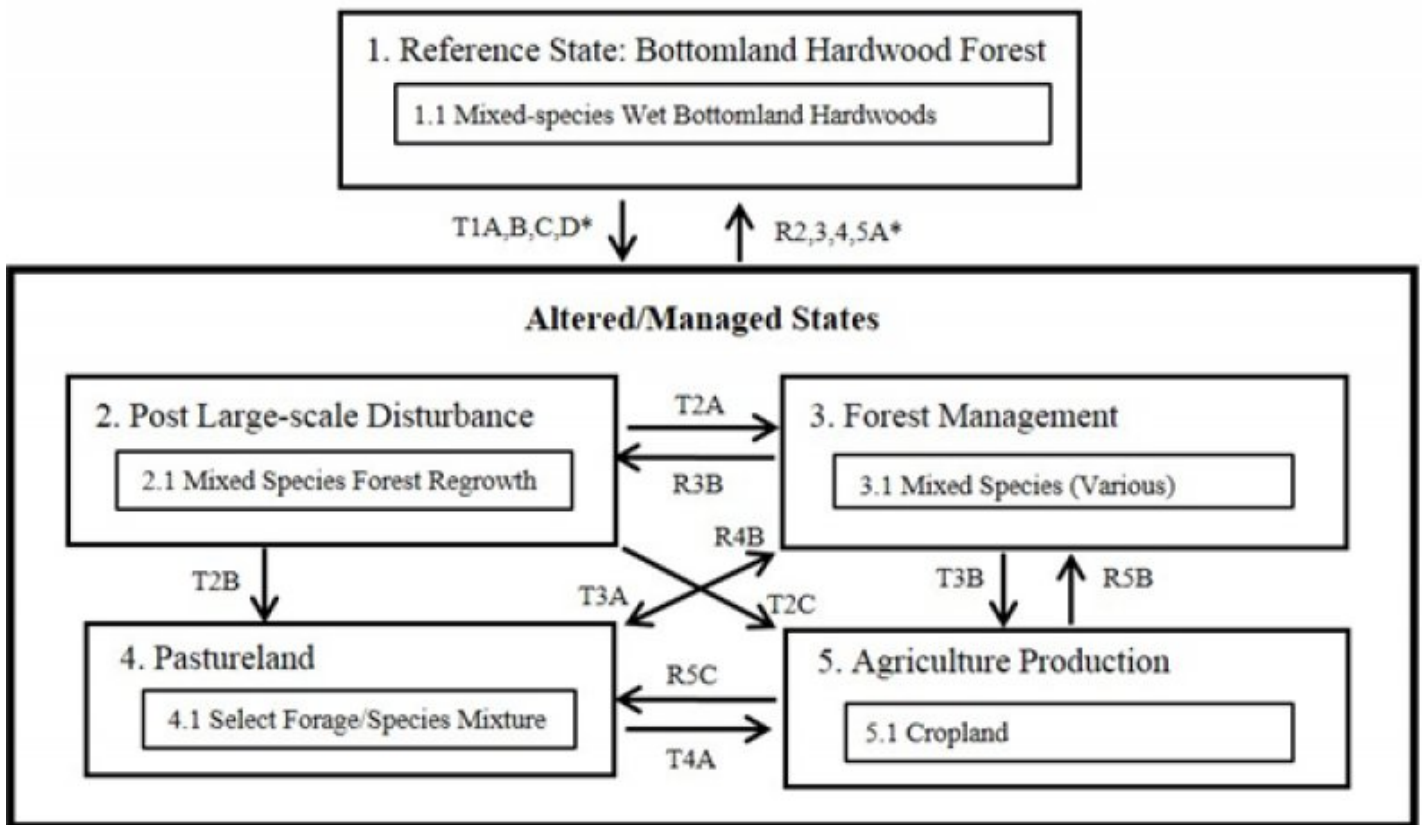 1. Reference State: Bottomland Hardwood Forest
1.1 Mixed-species Wet Bottomland Hardwoods
T1A,B,C,D*
R2,3,4,5A*
Altered/Managed States
2. Post Large-scale Disturbance
2.1 Mixed Species Forest Regrowth
T2A
R3B
3. Forest Management
3.1 Mixed Species (Various)
T2B
R4B
T3A
T2C
T3B
R5B
4. Pastureland
4.1 Select Forage/Species Mixture
R5C
T4A
5. Agriculture Production
5.1 Cropland